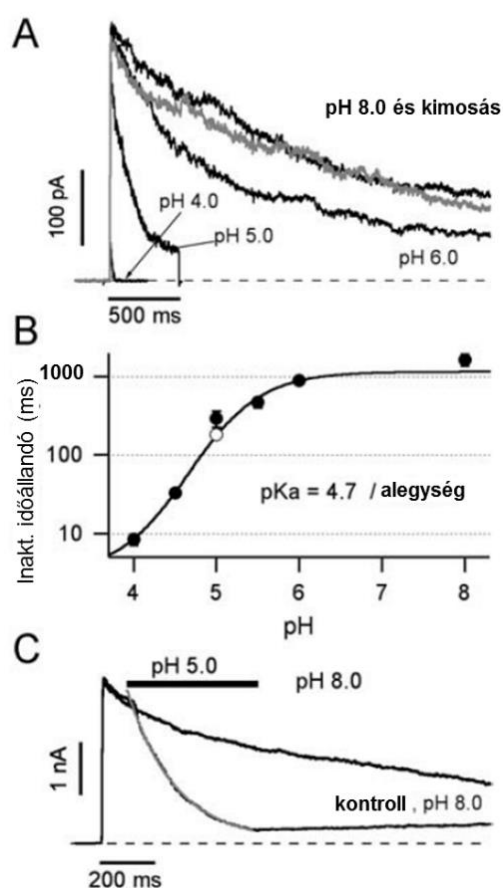 A
pH 8.0 és kimosás
100 pA
pH 4.0
pH 5.0
pH 6.0
500 ms
B
Inakt. időállandó (ms)
1000
100
10
pKa = 4.7 / alegység
4 5 6 7 8
pH
C
pH 5.0 pH 8.0
1 nA
kontroll , pH 8.0
200 ms